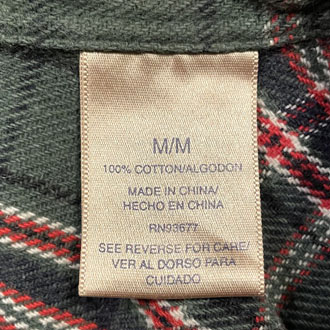 M/M
100% COTTON/ALGODON
MADE IN CHINA/
HECHO EN CHINA
RN93677
SEE REVERSE FOR CARE/
VER AL DORSO PARA
CUIDADO